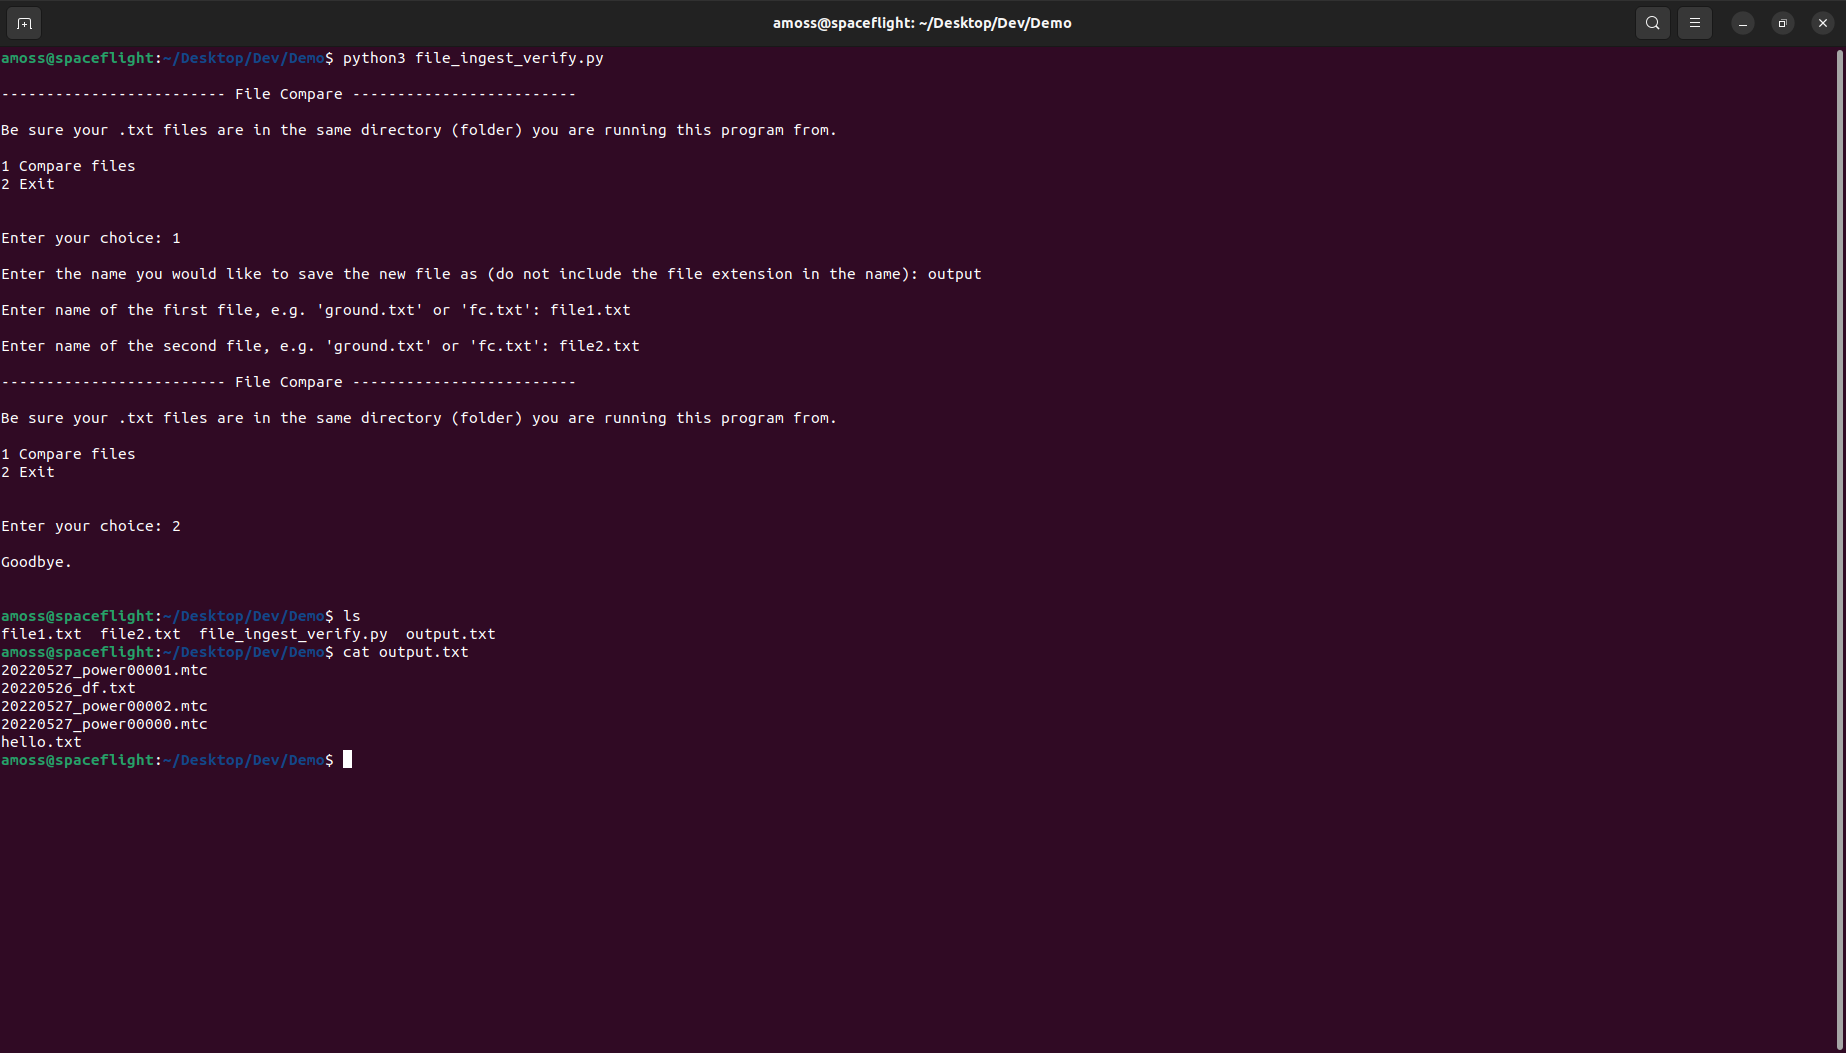 amoss@spaceflight: ~/Desktop/Dev/Demo
amoss@spaceflight:~/Desktop/Dev/Demo$ python3 file_ingest_verify.py
------------------------- File Compare -------------------------
Be sure your .txt files are in the same directory (folder) you are running this program from.
1 Compare files
2 Exit
Enter your choice: 1
Enter the name you would like to save the new file as (do not include the file extension in the name): output
Enter name of the first file, e.g. 'ground.txt' or 'fc.txt': file1.txt
Enter name of the second file, e.g. 'ground.txt' or 'fc.txt': file2.txt
------------------------- File Compare -------------------------
Be sure your .txt files are in the same directory (folder) you are running this program from.
1 Compare files
2 Exit
Enter your choice: 2
Goodbye.
amoss@spaceflight:~/Desktop/Dev/Demo$ ls
file1.txt  file2.txt  file_ingest_verify.py  output.txt
amoss@spaceflight:~/Desktop/Dev/Demo$ cat output.txt
20220527_power00001.mtc
20220526_df.txt
20220527_power00002.mtc
20220527_power00000.mtc
hello.txt
amoss@spaceflight:~/Desktop/Dev/Demo$